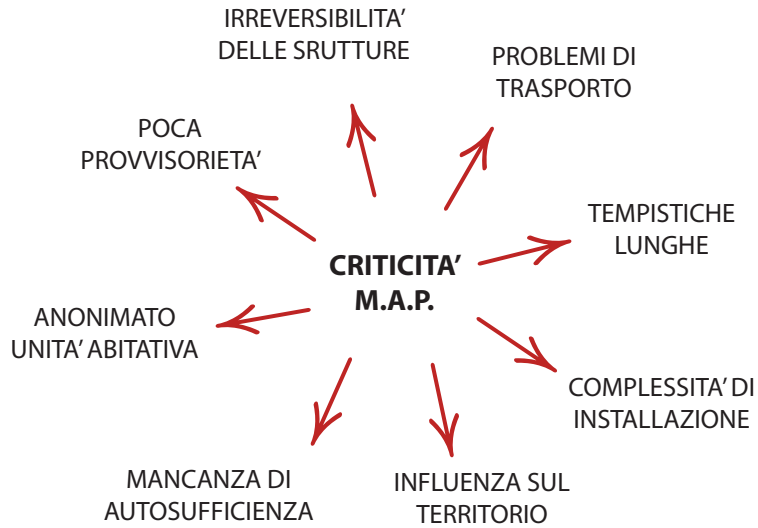 IRREVERSIBILITA'
DELLE SRUTTURE
PROBLEMI DI
TRASPORTO
POCA
PROVVISORIETA'
TEMPISTICHE
LUNGHE
CRITICITA'
M.A.P.
ANONIMATO
UNITA' ABITATIVA
COMPLESSITA' DI
INSTALLAZIONE
MANCANZA DI
AUTOSUFFICIENZA
INFLUENZA SUL
TERRITORIO